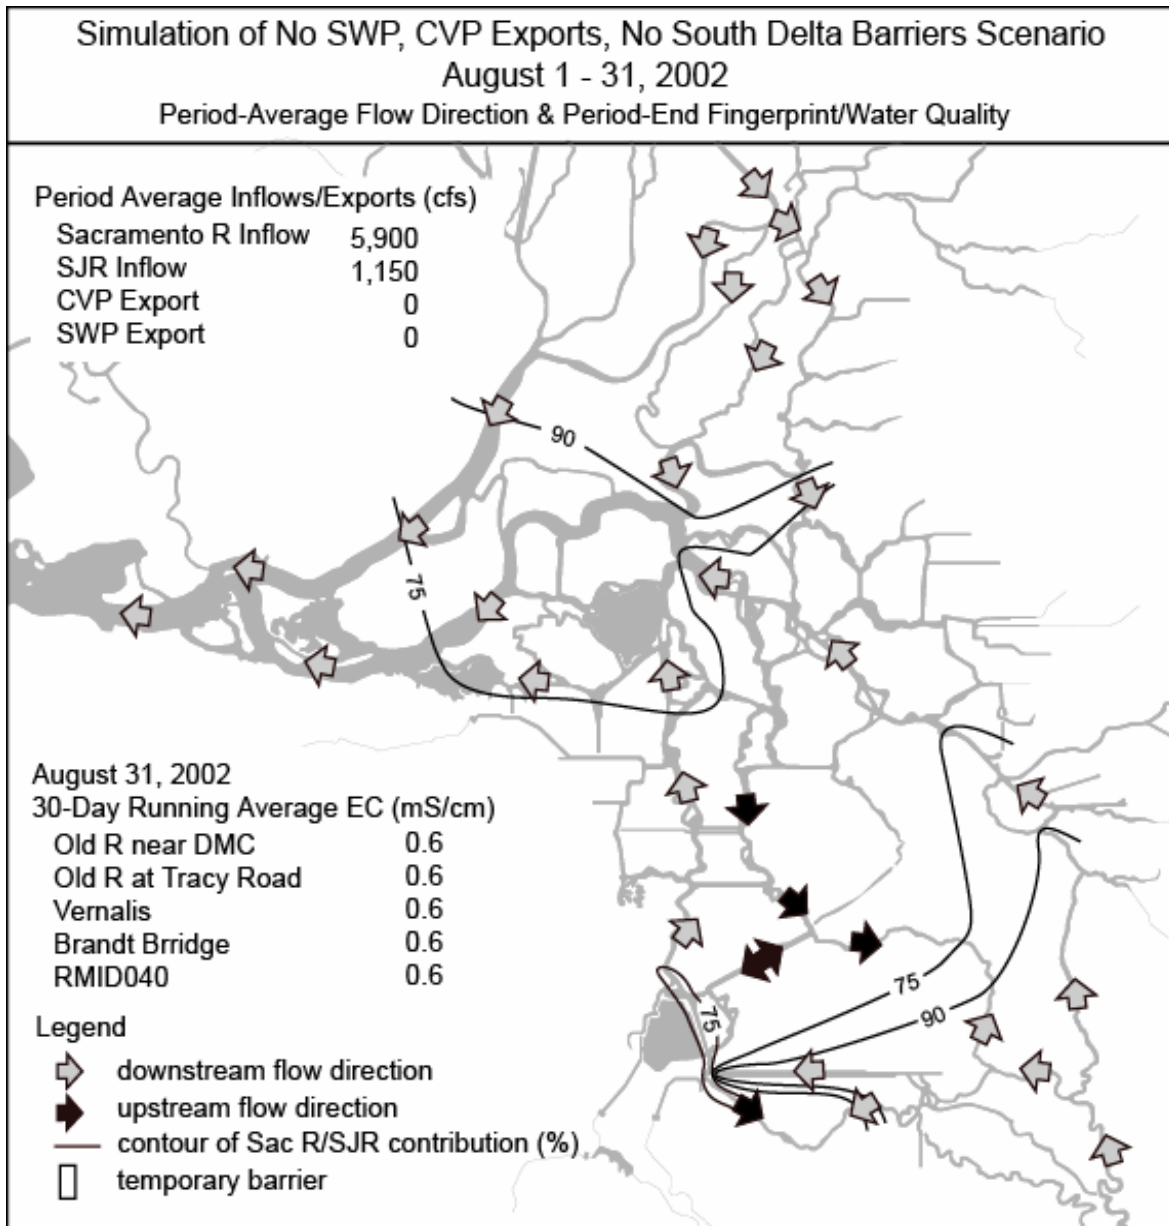 Simulation of No SWP, CVP Exports, No South Delta Barriers Scenario
August 1 - 31, 2002
Period-Average Flow Direction & Period-End Fingerprint/Water Quality
Period Average Inflows/Exports (cfs)
Sacramento R Inflow 5,900
SJR Inflow 1,150
CVP Export 0
SWP Export 0
90
75
August 31, 2002
30-Day Running Average EC (mS/cm)
Old R near DMC 0.6
Old R at Tracy Road 0.6
Vernalis 0.6
Brandt Brridge 0.6
RMID040 0.6
75
90
75
Legend
downstream flow direction
upstream flow direction
contour of Sac R/SJR contribution (%)
temporary barrier